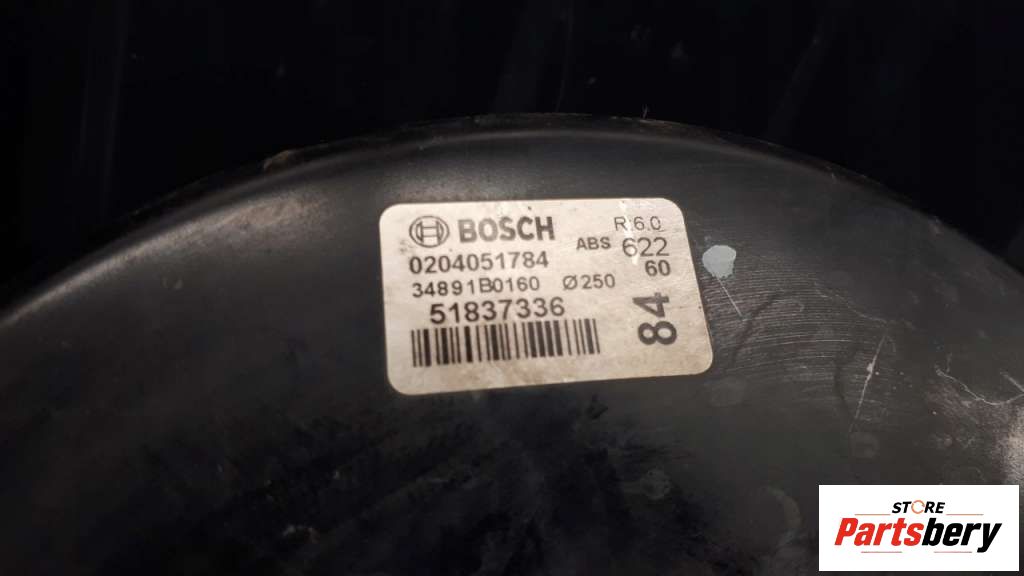 BOSCH
R 6.0
ABS 622
0204051784
60
34891B0160 Ø250
51837336
84
STORE
Partsbery